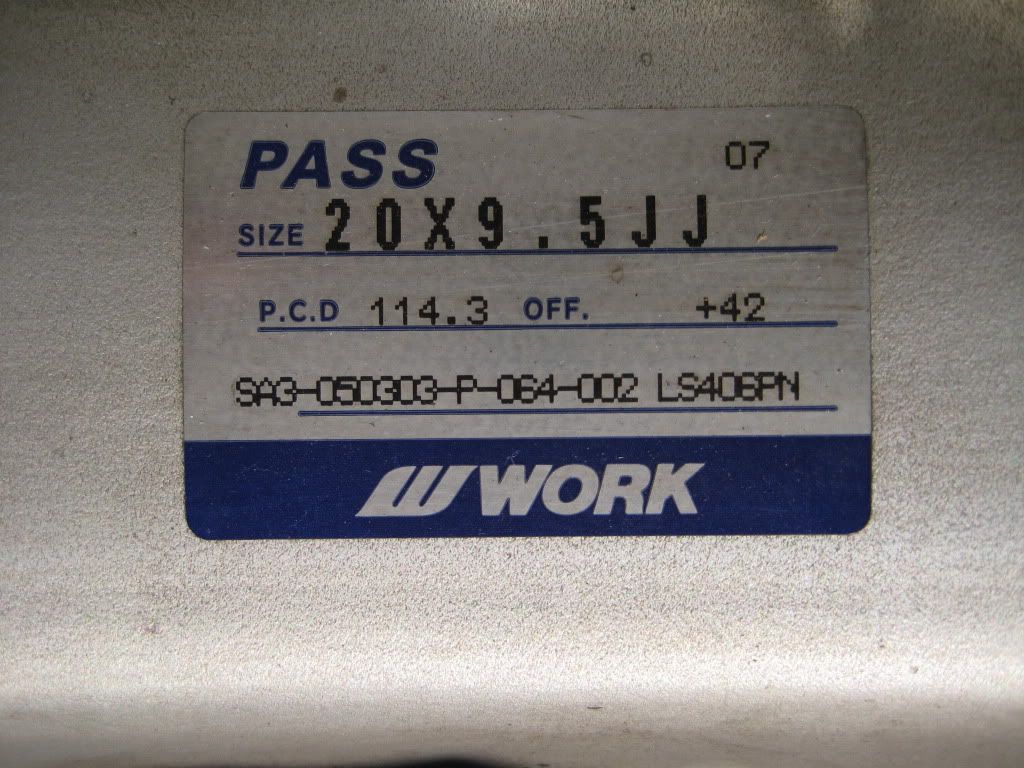 PASS 07
SIZE 20X9.5JJ
P.C.D 114.3 OFF. +42
SA3-050303-P-064-002 LS406PN
WORK